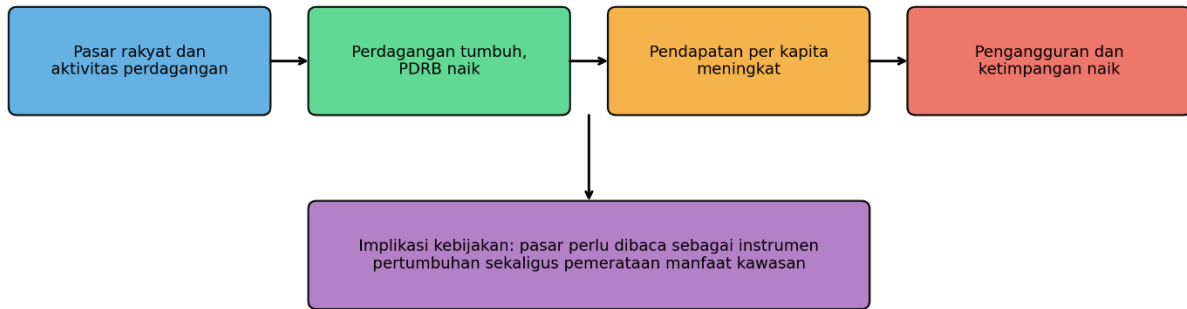 Pasar rakyat dan
aktivitas perdagangan
Perdagangan tumbuh,
PDRB naik
Pendapatan per kapita
meningkat
Pengangguran dan
ketimpangan naik
Implikasi kebijakan: pasar perlu dibaca sebagai instrumen
pertumbuhan sekaligus pemerataan manfaat kawasan